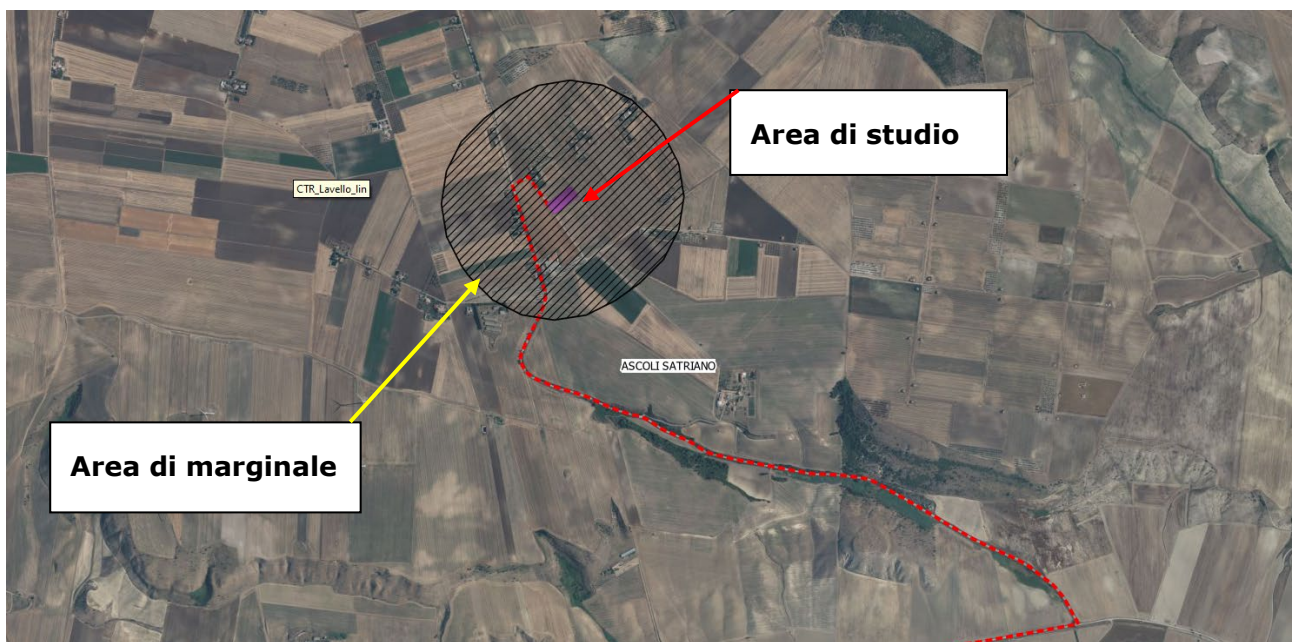 Area di studio
CTR_Lavello_lin
ASCOLI SATRIANO
Area di marginale